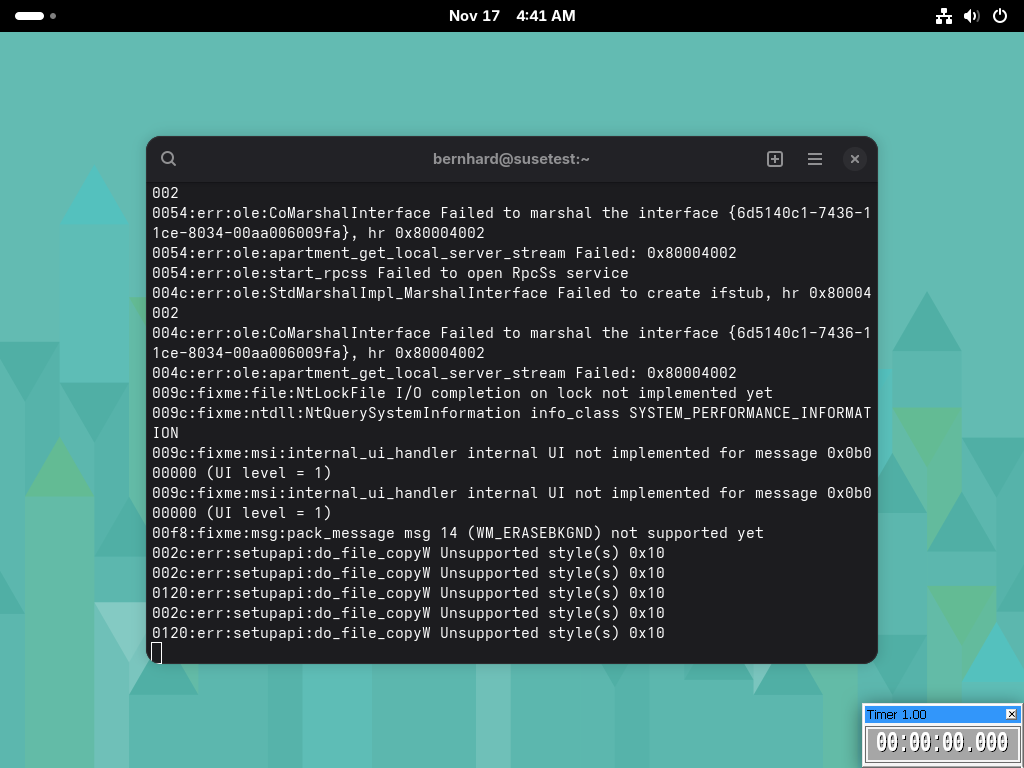 Nov 17 4:41 AM
bernhard@susetest:~
002
0054:err:ole:CoMarshalInterface Failed to marshal the interface {6d5140c1-7436-1
1ce-8034-00aa006009fa}, hr 0x80004002
0054:err:ole:apartment_get_local_server_stream Failed: 0x80004002
0054:err:ole:start_rpcss Failed to open RpcSs service
004c:err:ole:StdMarshalImpl_MarshalInterface Failed to create ifstub, hr 0x80004
002
004c:err:ole:CoMarshalInterface Failed to marshal the interface {6d5140c1-7436-1
1ce-8034-00aa006009fa}, hr 0x80004002
004c:err:ole:apartment_get_local_server_stream Failed: 0x80004002
009c:fixme:file:NtLockFile I/O completion on lock not implemented yet
009c:fixme:ntdll:NtQuerySystemInformation info_class SYSTEM_PERFORMANCE_INFORMAT
ION
009c:fixme:msi:internal_ui_handler internal UI not implemented for message 0x0b0
00000 (UI level = 1)
009c:fixme:msi:internal_ui_handler internal UI not implemented for message 0x0b0
00000 (UI level = 1)
00f8:fixme:msg:pack_message msg 14 (WM_ERASEBKGND) not supported yet
002c:err:setupapi:do_file_copyW Unsupported style(s) 0x10
002c:err:setupapi:do_file_copyW Unsupported style(s) 0x10
0120:err:setupapi:do_file_copyW Unsupported style(s) 0x10
002c:err:setupapi:do_file_copyW Unsupported style(s) 0x10
0120:err:setupapi:do_file_copyW Unsupported style(s) 0x10
Timer 1.00
00:00:00.000